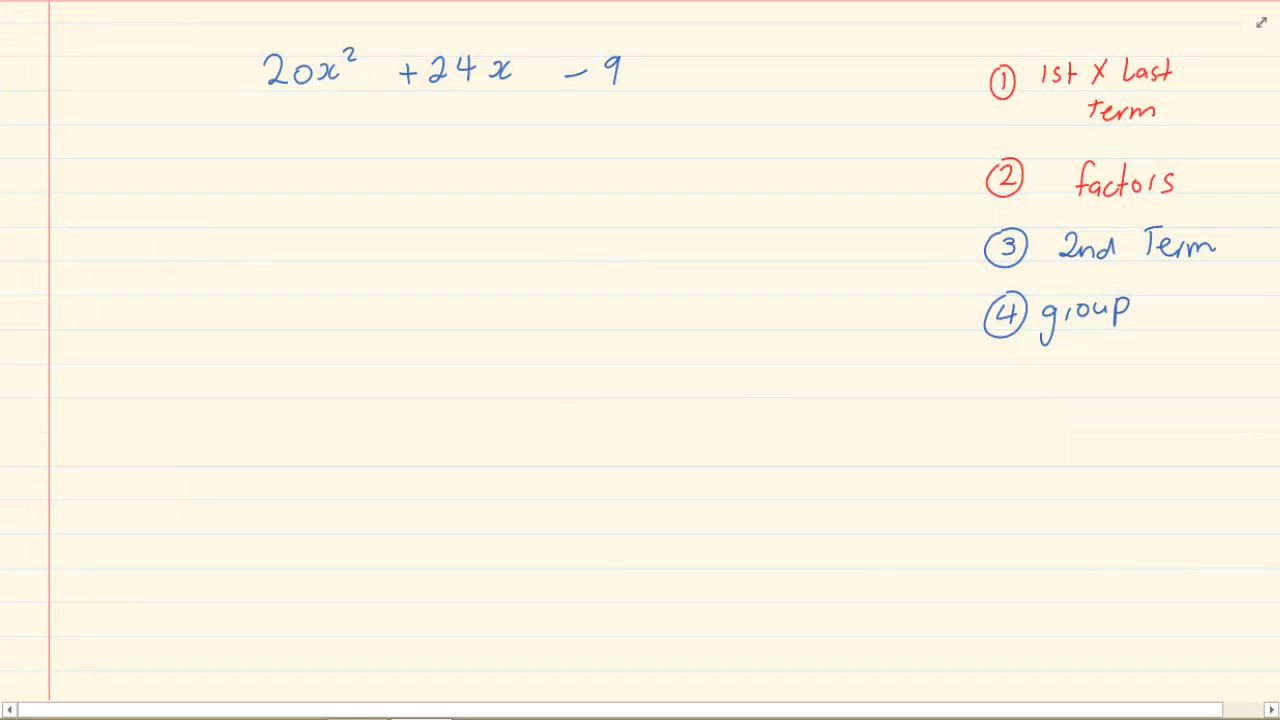 20x² +24x - 9
① 1st X Last
term
② factors
③ 2nd Term
④ group